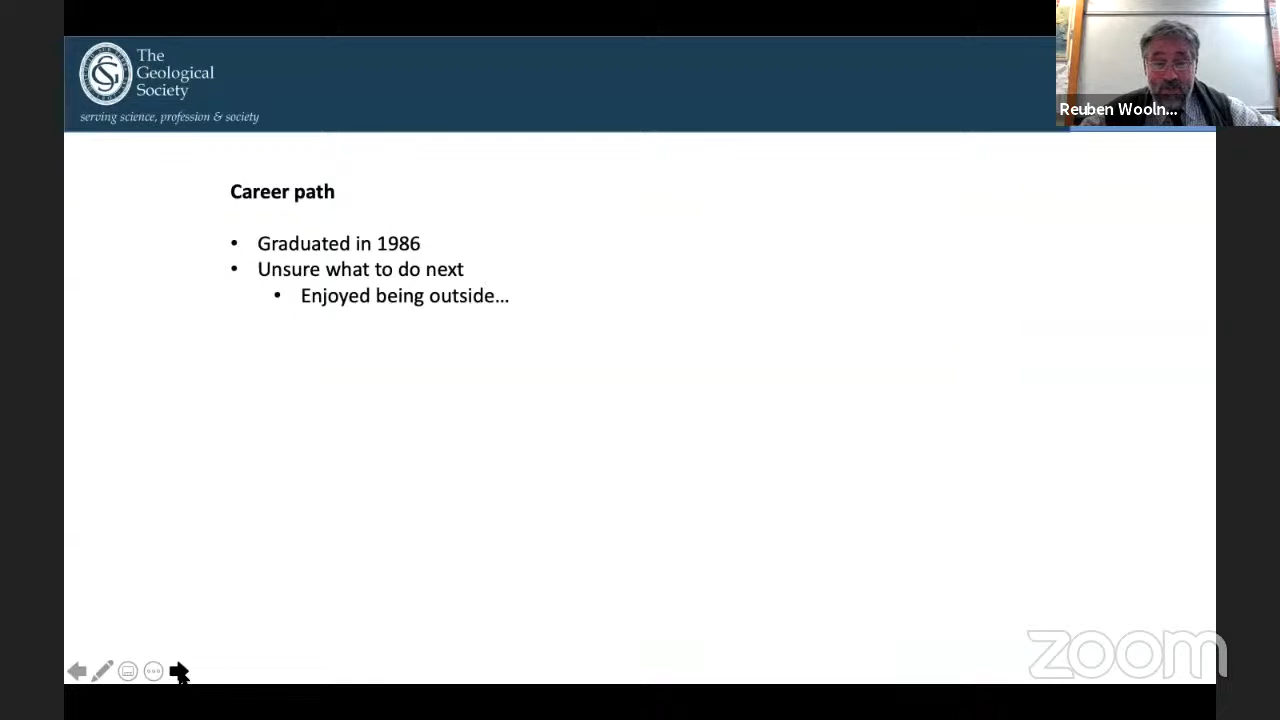 The
Geological
Society
serving science, profession & society
Reuben Wooln...
Career path
• Graduated in 1986
• Unsure what to do next
• Enjoyed being outside...
zoom